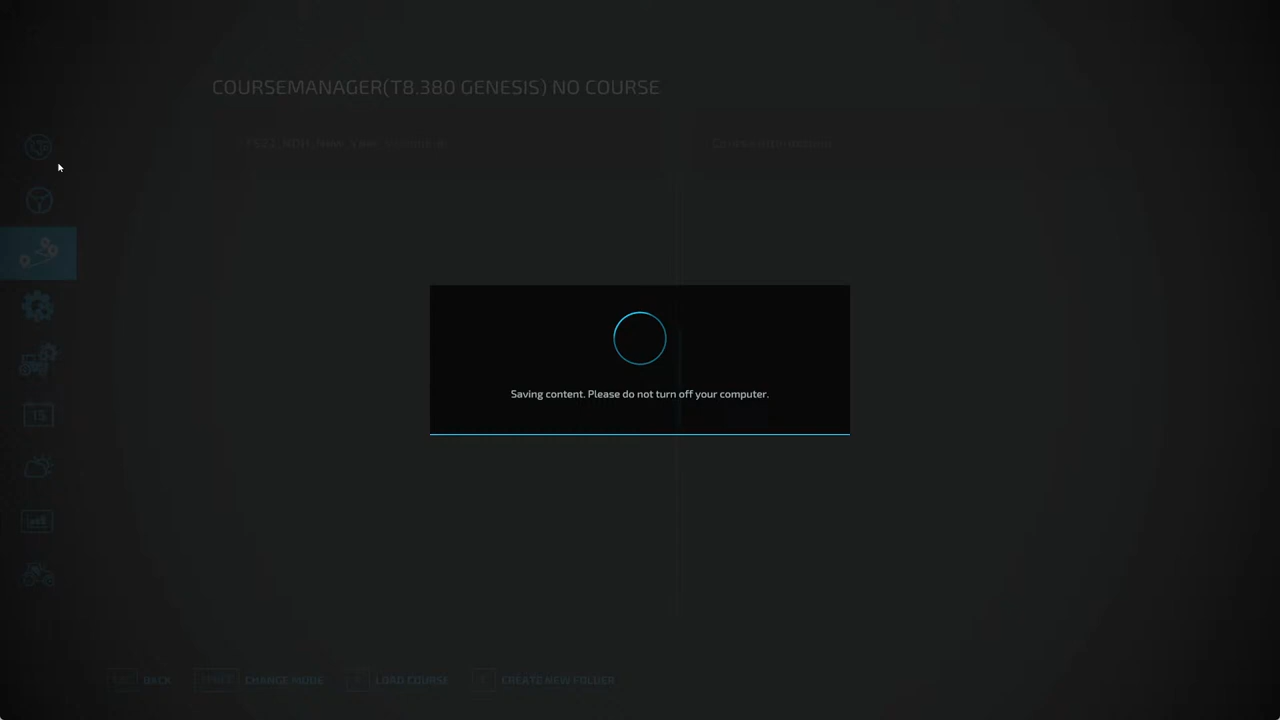 COURSEMANAGER(T8.380 GENESIS) NO COURSE
Saving content. Please do not turn off your computer.
15
BACK
CHANGE MODE
LOAD COURSE
CREATE NEW FOLDER